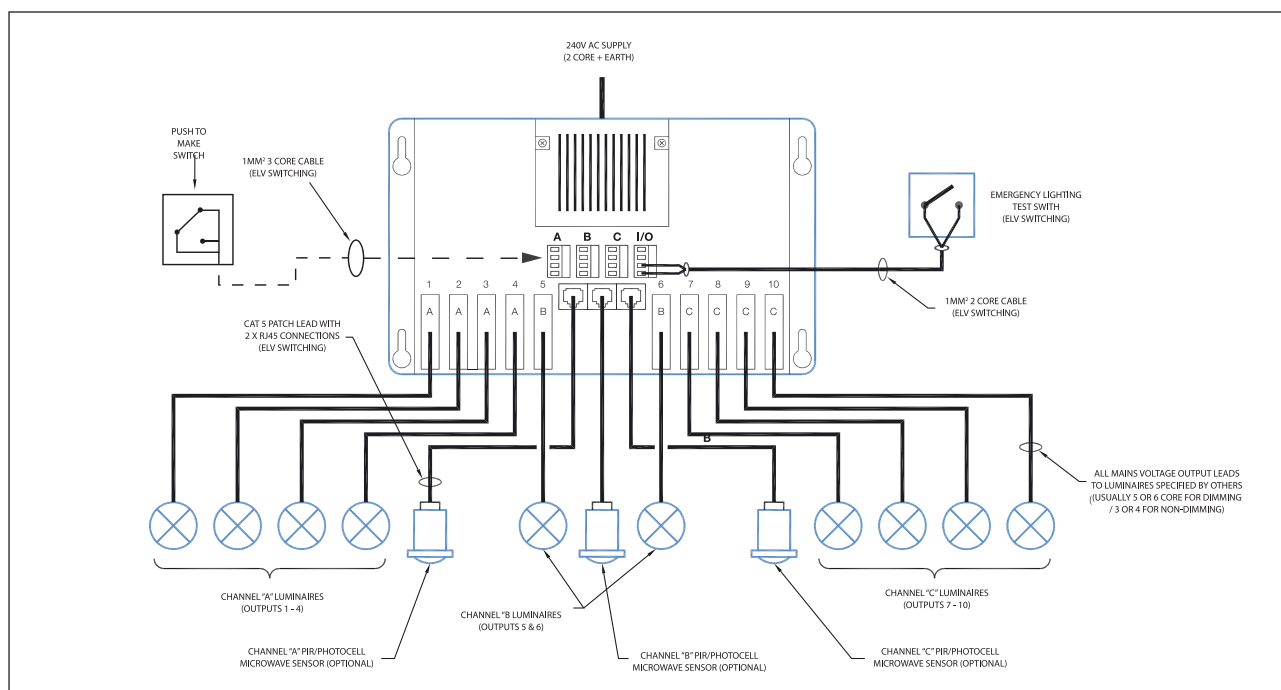 240V AC SUPPLY
(2 CORE + EARTH)
PUSH TO
MAKE
SWITCH
1MM² 3 CORE CABLE
(ELV SWITCHING)
EMERGENCY LIGHTING
TEST SWITH
(ELV SWITCHING)
A B C I/O
1 2 3 4 5 6 7 8 9 10
A A A A B B C C C C
1MM² 2 CORE CABLE
(ELV SWITCHING)
CAT 5 PATCH LEAD WITH
2 X RJ45 CONNECTIONS
(ELV SWITCHING)
B
ALL MAINS VOLTAGE OUTPUT LEADS
TO LUMINAIRES SPECIFIED BY OTHERS
((USUALLY 5 OR 6 CORE FOR DIMMING
/ 3 OR 4 FOR NON-DIMMING)
CHANNEL "A" LUMINAIRES
(OUTPUTS 1 - 4)
CHANNEL "B LUMINAIRES
(OUTPUTS 5 & 6)
CHANNEL "C" LUMINAIRES
(OUTPUTS 7 - 10)
CHANNEL "A" PIR/PHOTOCELL
MICROWAVE SENSOR (OPTIONAL)
CHANNEL "B" PIR/PHOTOCELL
MICROWAVE SENSOR (OPTIONAL)
CHANNEL "C" PIR/PHOTOCELL
MICROWAVE SENSOR (OPTIONAL)